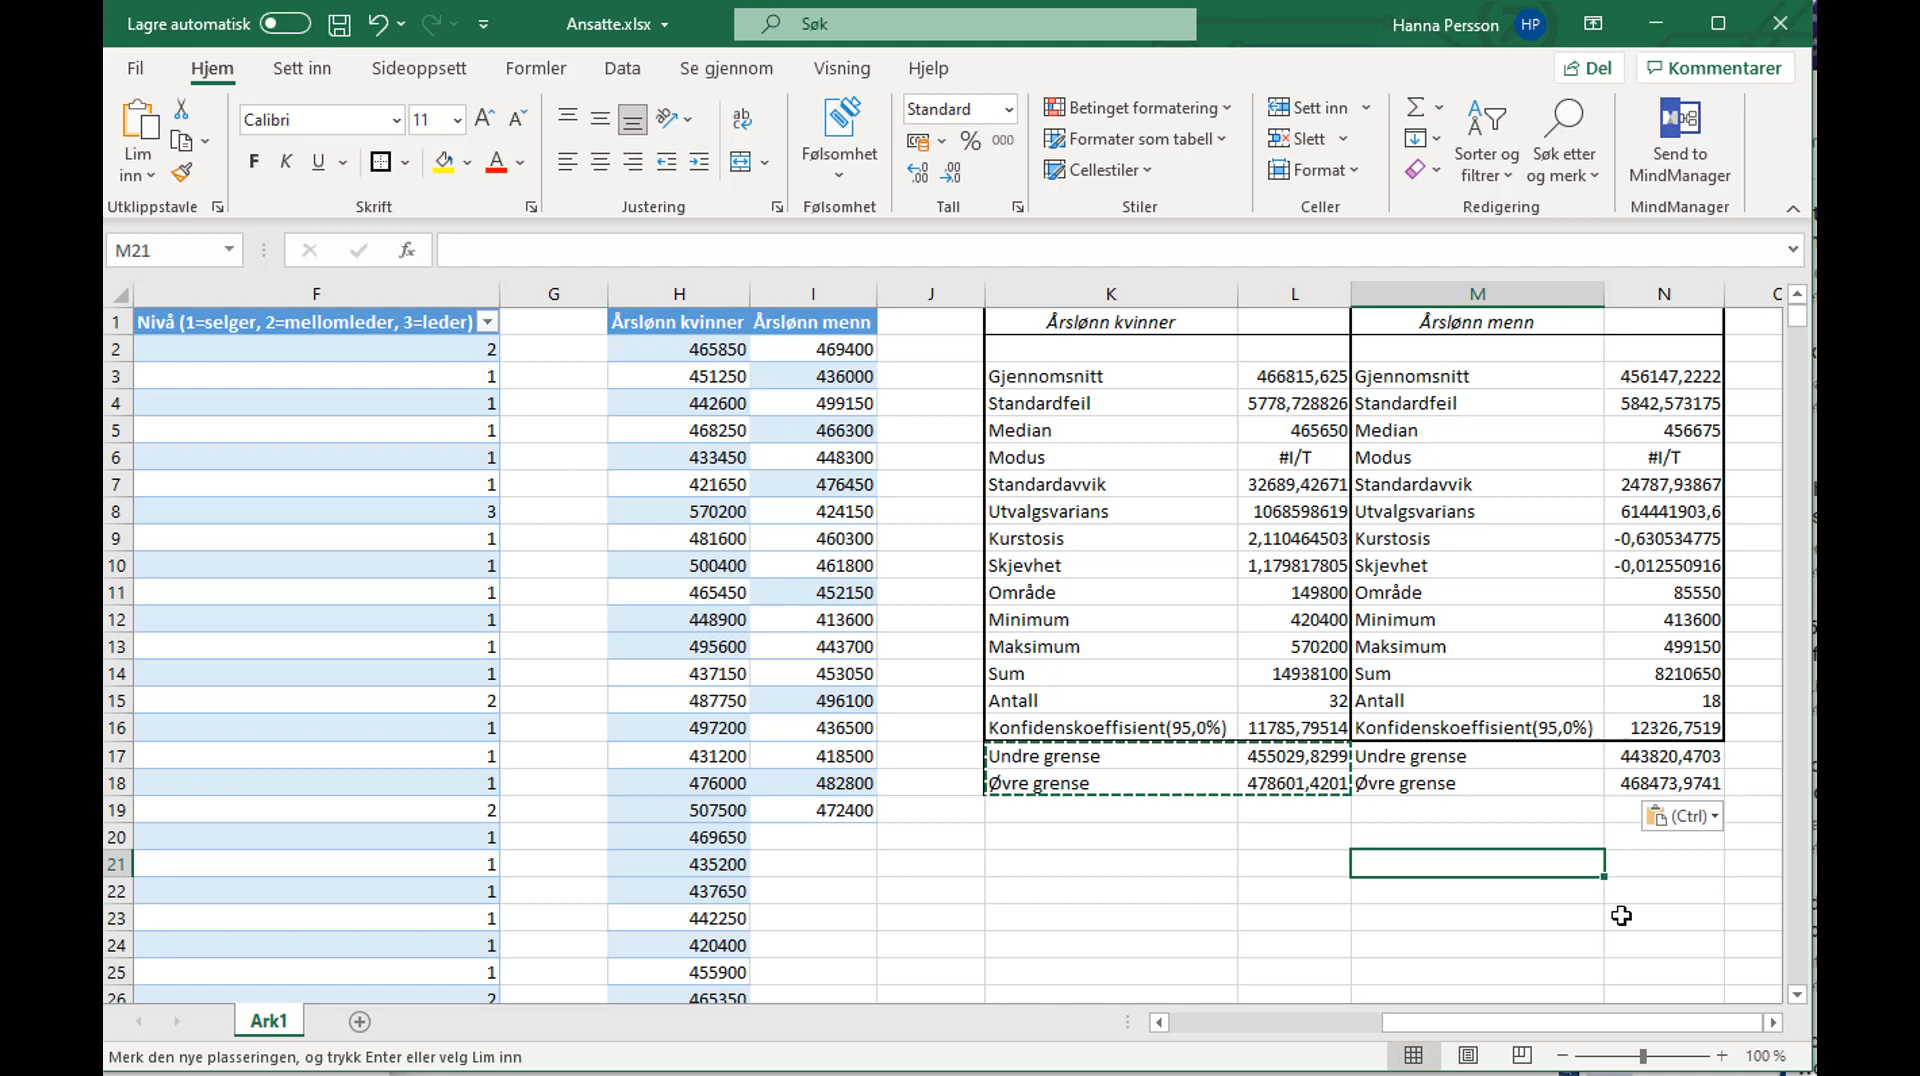 Lagre automatisk
Ansatte.xlsx
Søk
Hanna Persson HP
Fil Hjem Sett inn Sideoppsett Formler Data Se gjennom Visning Hjelp Del Kommentarer
Lim inn
Utklippstavle
Calibri 11
F K U
Skrift
ab
Justering
Følsomhet
Følsomhet
Standard
% 000
Tall
Betinget formatering
Formater som tabell
Cellestiler
Stiler
Sett inn
Slett
Format
Celler
Sorter og filtrer
Søk etter og merk
Redigering
Send to MindManager
MindManager
M21 fx
F G H I J K L M N
1 Nivå (1=selger, 2=mellomleder, 3=leder) Årslønn kvinner Årslønn menn Årslønn kvinner Årslønn menn
2 2 465850 469400
3 1 451250 436000 Gjennomsnitt 466815,625 Gjennomsnitt 456147,2222
4 1 442600 499150 Standardfeil 5778,728826 Standardfeil 5842,573175
5 1 468250 466300 Median 465650 Median 456675
6 1 433450 448300 Modus #I/T Modus #I/T
7 1 421650 476450 Standardavvik 32689,42671 Standardavvik 24787,93867
8 3 570200 424150 Utvalgsvarians 1068598619 Utvalgsvarians 614441903,6
9 1 481600 460300 Kurstosis 2,110464503 Kurstosis -0,630534775
10 1 500400 461800 Skjevhet 1,179817805 Skjevhet -0,012550916
11 1 465450 452150 Område 149800 Område 85550
12 1 448900 413600 Minimum 420400 Minimum 413600
13 1 495600 443700 Maksimum 570200 Maksimum 499150
14 1 437150 453050 Sum 14938100 Sum 8210650
15 2 487750 496100 Antall 32 Antall 18
16 1 497200 436500 Konfidenskoeffisient(95,0%) 11785,79514 Konfidenskoeffisient(95,0%) 12326,7519
17 1 431200 418500 Undre grense 455029,8299 Undre grense 443820,4703
18 1 476000 482800 Øvre grense 478601,4201 Øvre grense 468473,9741
19 2 507500 472400 (Ctrl)
20 1 469650
21 1 435200
22 1 437650
23 1 442250
24 1 420400
25 1 455900
26 2 465350
Ark1
Merk den nye plasseringen, og trykk Enter eller velg Lim inn 100 %